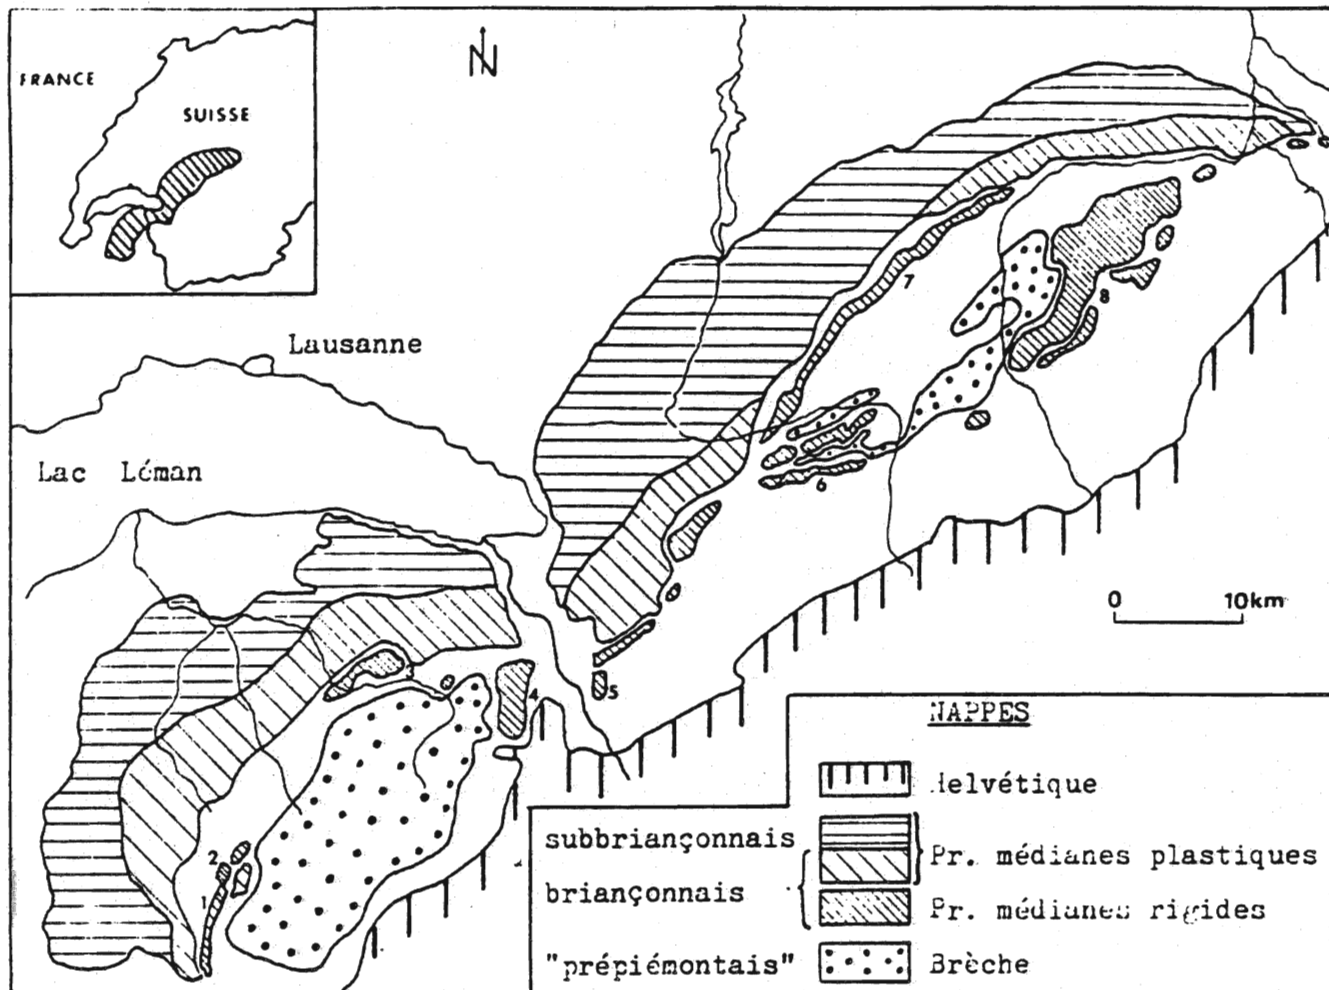 FRANCE
SUISSE
N
Lausanne
Lac Léman
7
8
6
5
4
2
1
0 10km
NAPPES
Helvétique
subbriançonnais
Pr. médianes plastiques
briançonnais
Pr. médianes rigides
"prépiémontais"
Brèche